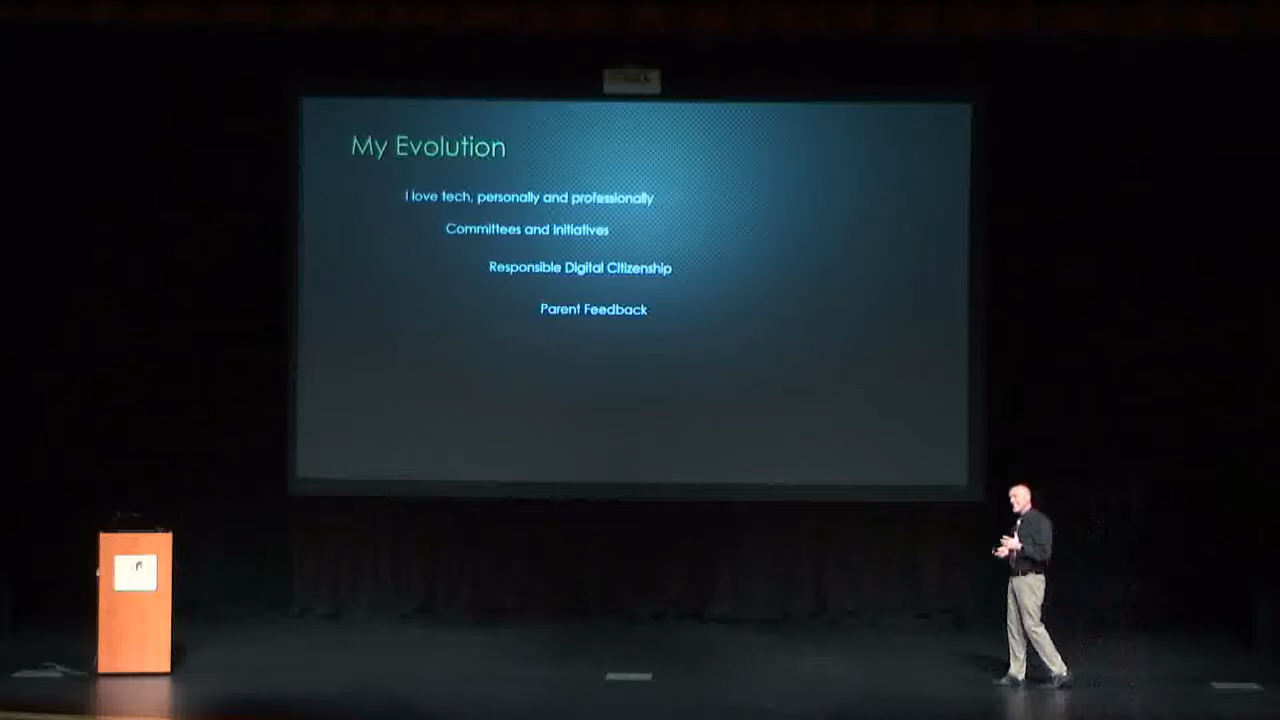 My Evolution
I love tech, personally and professionally
Committees and initiatives
Responsible Digital Citizenship
Parent Feedback